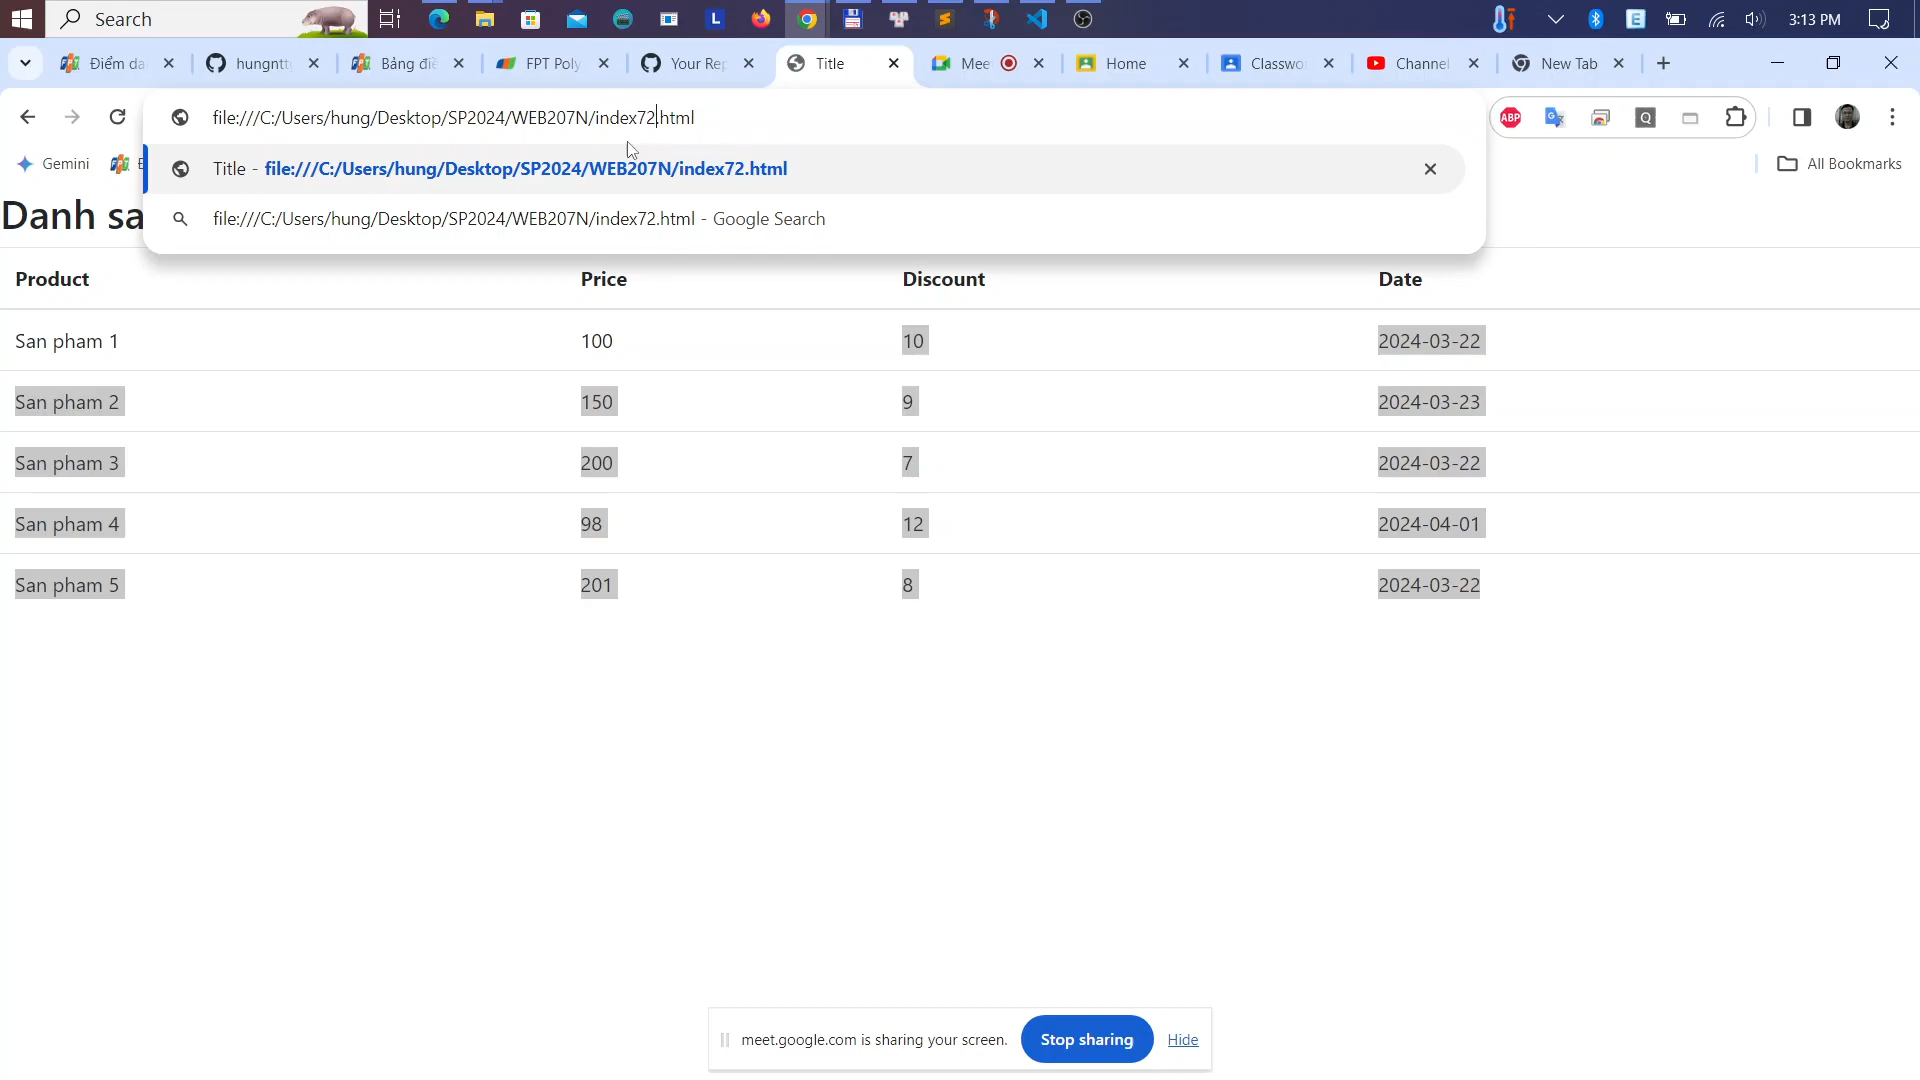 Search
3:13 PM
Điểm da
hungntt
Bảng điể
FPT Poly
Your Rep
Title
Mee
Home
Classwo
Channel
New Tab
file:///C:/Users/hung/Desktop/SP2024/WEB207N/index72.html
ABP
Gemini
Title - file:///C:/Users/hung/Desktop/SP2024/WEB207N/index72.html
All Bookmarks
file:///C:/Users/hung/Desktop/SP2024/WEB207N/index72.html - Google Search
Danh sa
Product Price Discount Date
San pham 1 100 10 2024-03-22
San pham 2 150 9 2024-03-23
San pham 3 200 7 2024-03-22
San pham 4 98 12 2024-04-01
San pham 5 201 8 2024-03-22
meet.google.com is sharing your screen. Stop sharing Hide